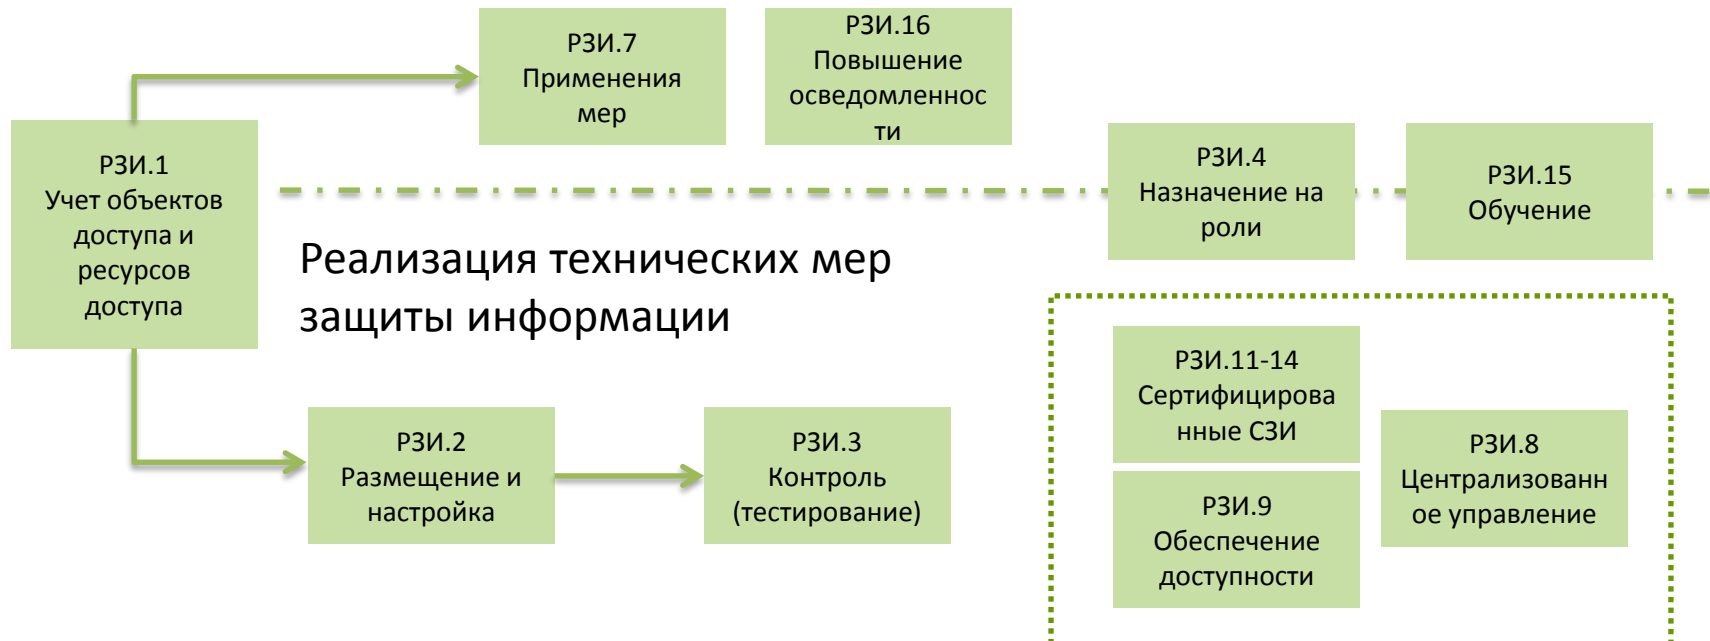 РЗИ.7
Применения
мер
РЗИ.16
Повышение
осведомленнос
ти
РЗИ.1
Учет объектов
доступа и
ресурсов
доступа
РЗИ.4
Назначение на
роли
РЗИ.15
Обучение
Реализация технических мер
защиты информации
РЗИ.2
Размещение и
настройка
РЗИ.3
Контроль
(тестирование)
РЗИ.11-14
Сертифицирова
нные СЗИ
РЗИ.9
Обеспечение
доступности
РЗИ.8
Централизованн
ое управление